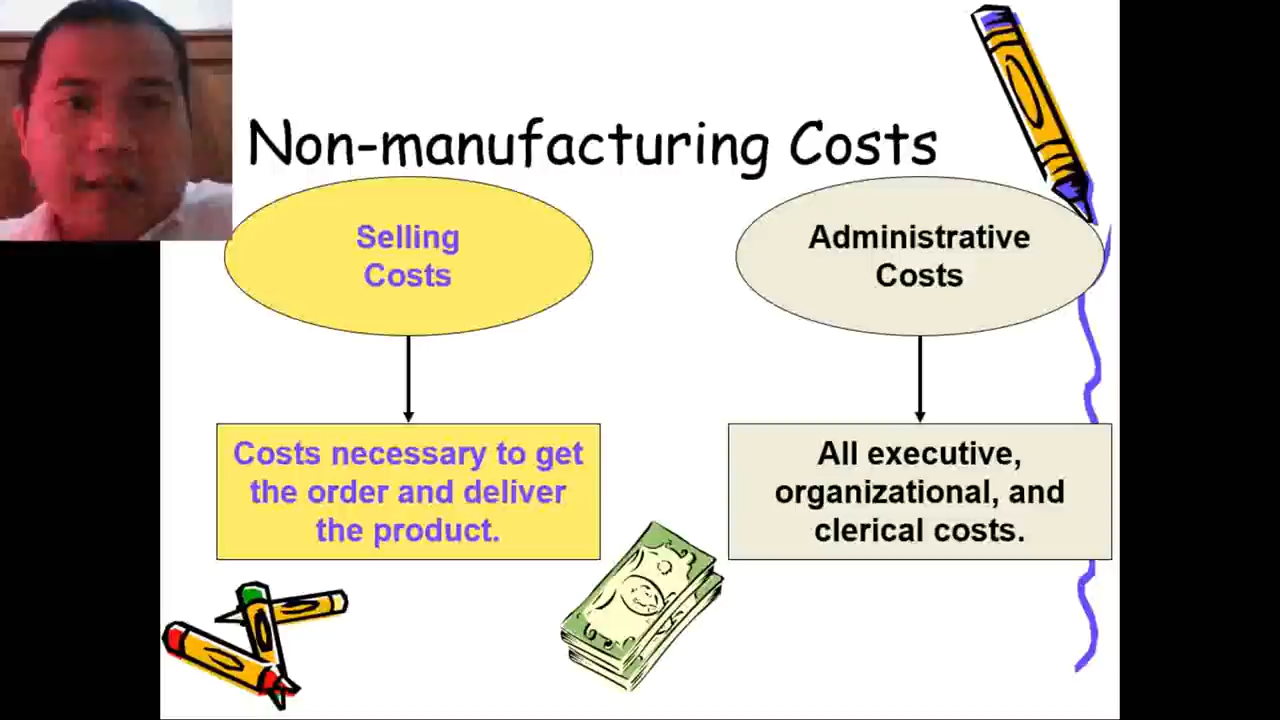 Non-manufacturing Costs
Selling
Costs
Administrative
Costs
Costs necessary to get
the order and deliver
the product.
All executive,
organizational, and
clerical costs.